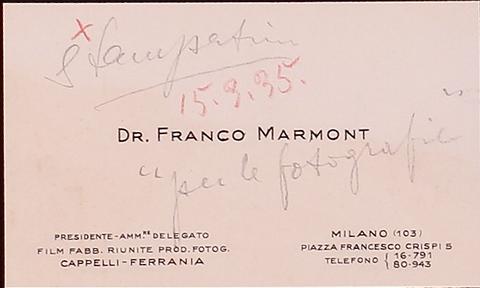 x
15.3.35.
DR. FRANCO MARMONT
"per le fotografie"
PRESIDENTE-AMM.RE DELEGATO
FILM FABB. RIUNITE PROD. FOTOG.
CAPPELLI-FERRANIA
MILANO (103)
PIAZZA FRANCESCO CRISPI 5
TELEFONO { 16-791
80-943